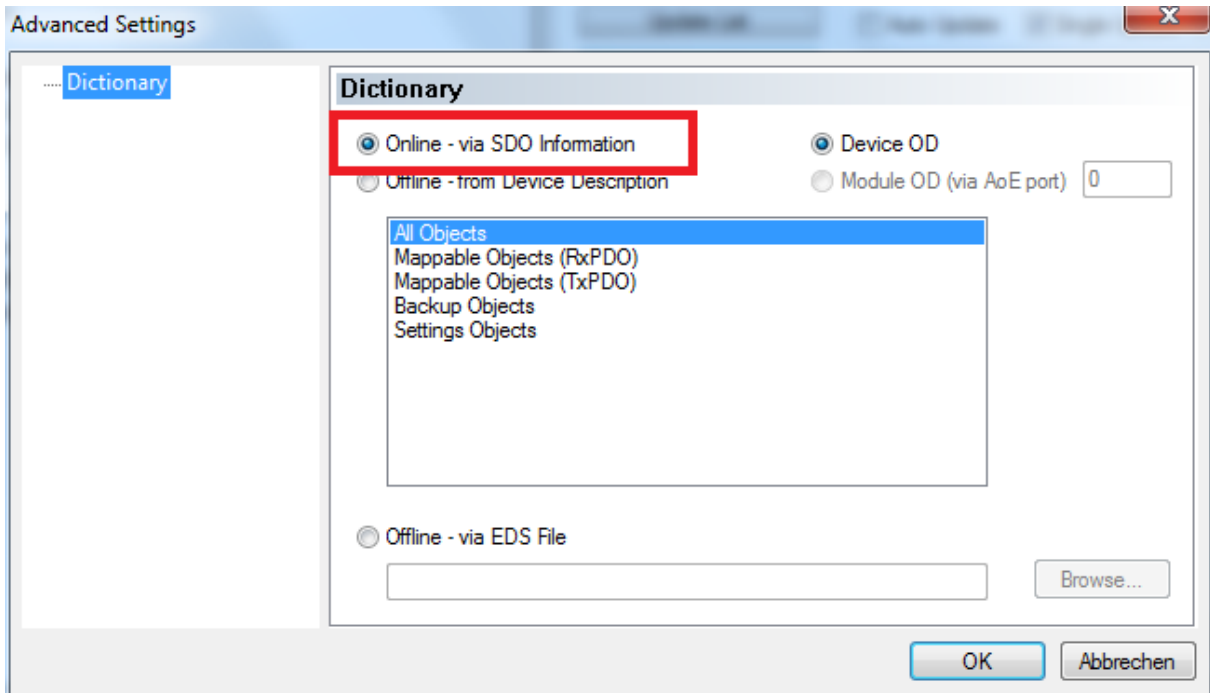 Advanced Settings
Dictionary
Dictionary
Online - via SDO Information
Device OD
Offline - from Device Description
Module OD (via AoE port) 0
All Objects
Mappable Objects (RxPDO)
Mappable Objects (TxPDO)
Backup Objects
Settings Objects
Offline - via EDS File
Browse...
OK
Abbrechen